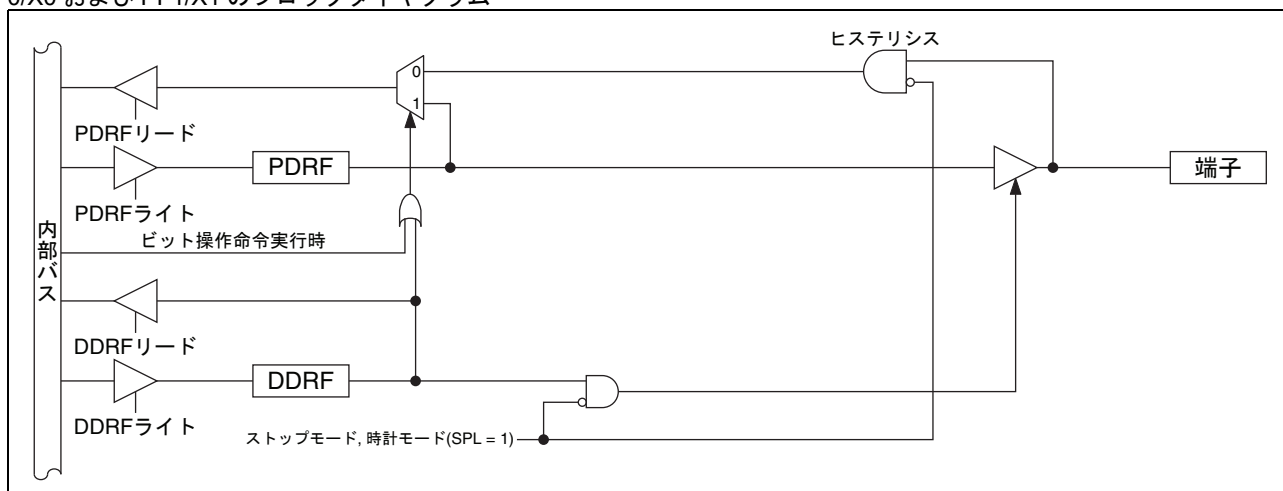 ヒステリシス
0
1
PDRFリード
PDRF
端子
PDRFライト
内部バス
ビット操作命令実行時
DDRFリード
DDRF
DDRFライト
ストップモード, 時計モード(SPL = 1)